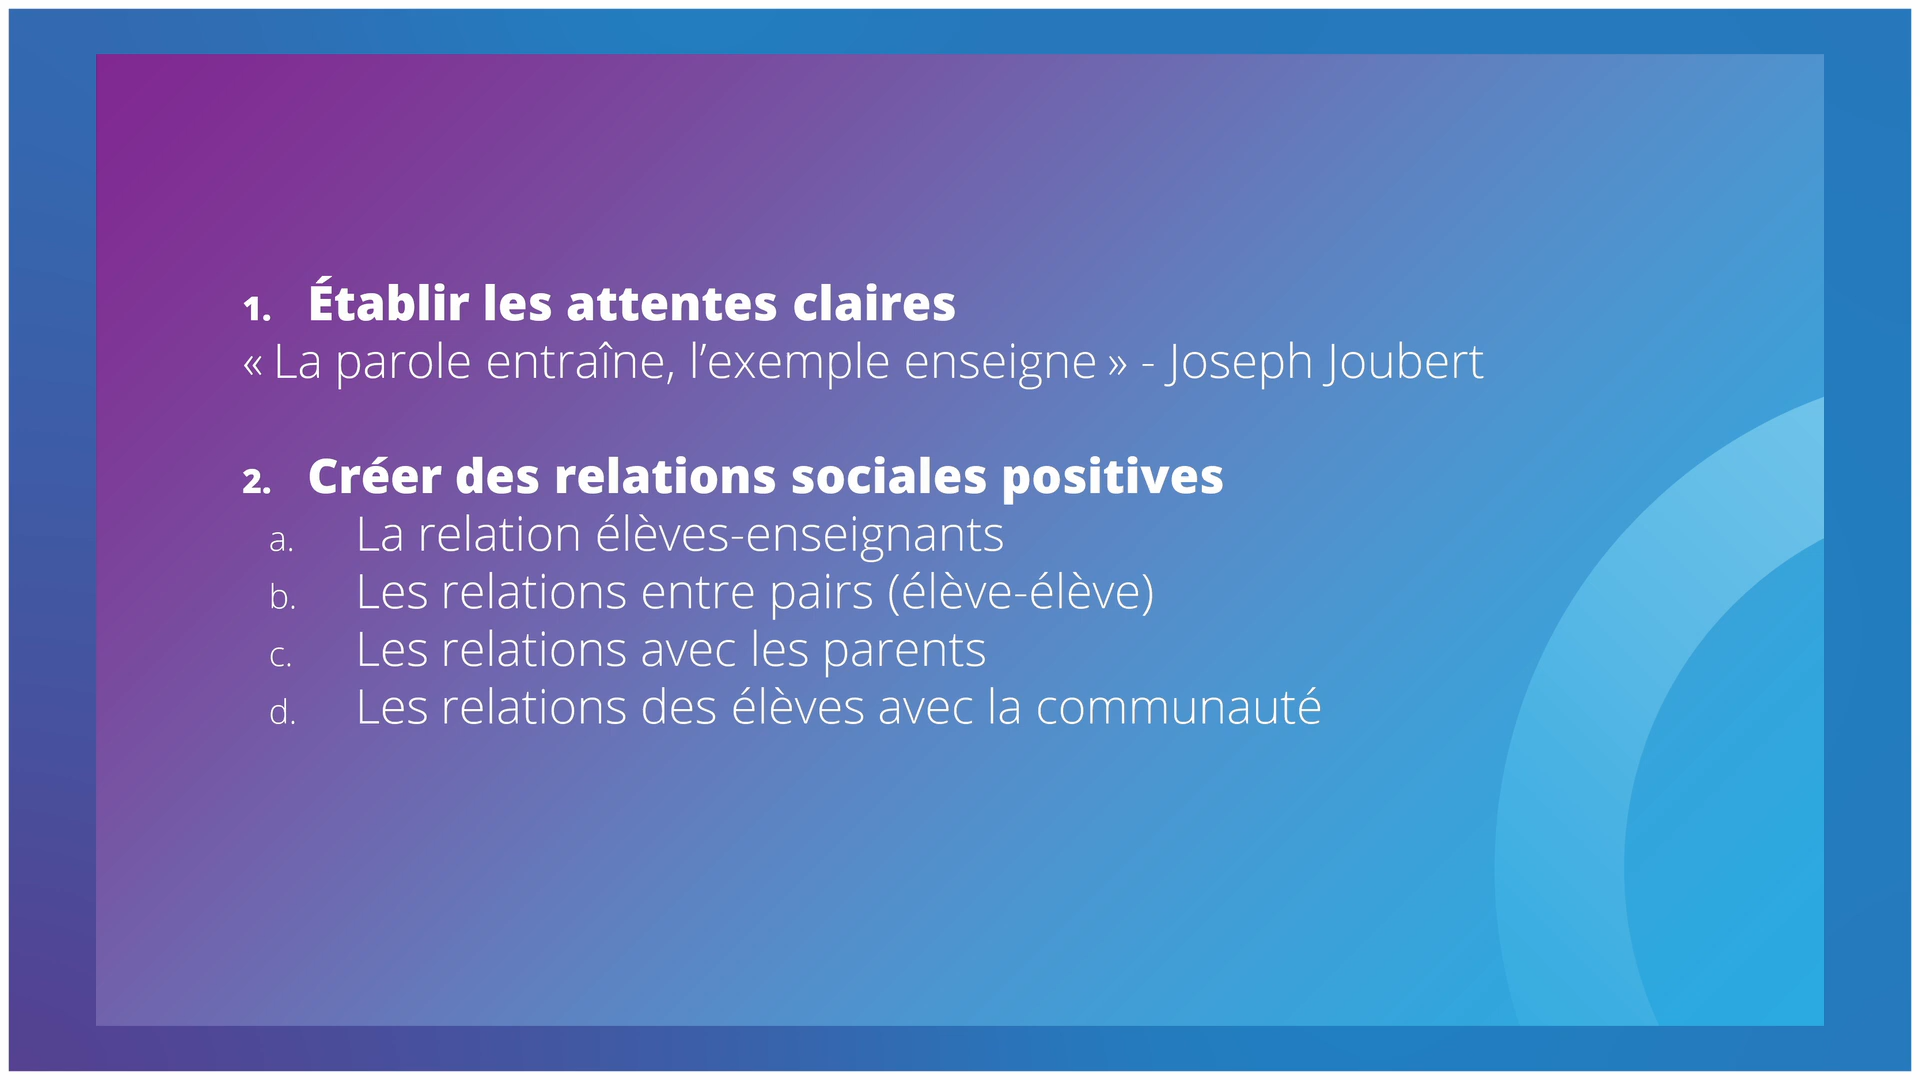 1. Établir les attentes claires
« La parole entraîne, l’exemple enseigne » - Joseph Joubert
2. Créer des relations sociales positives
a. La relation élèves-enseignants
b. Les relations entre pairs (élève-élève)
c. Les relations avec les parents
d. Les relations des élèves avec la communauté